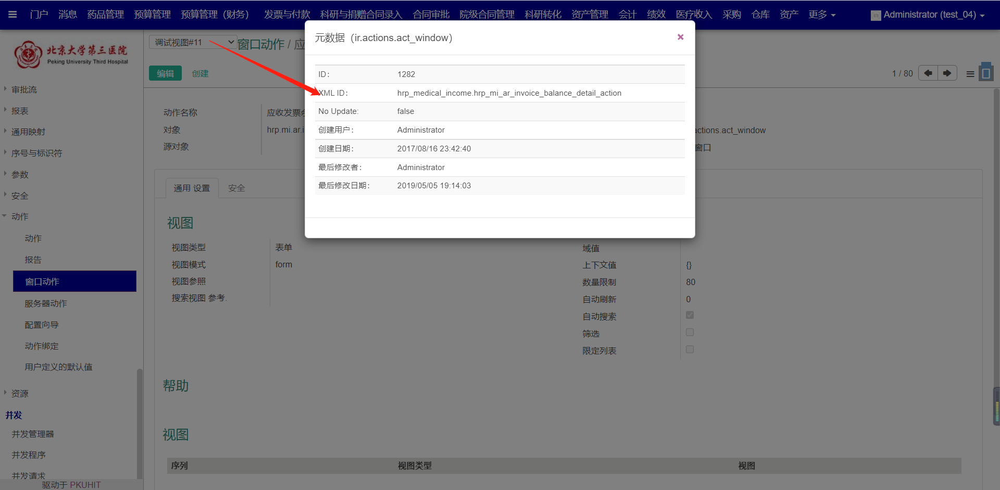 门户 消息 药品管理 预算管理 预算管理（财务） 发票与付款 科研与捐赠合同录入 合同审批 院级合同管理 科研转化 资产管理 会计 绩效 医疗收入 采购 仓库 资产 更多 Administrator (test_04)
北京大学第三医院
Peking University Third Hospital
调试视图#11
窗口动作 / 应
编辑 创建
1 / 80
审批流
报表
通用映射
序号与标识符
参数
安全
动作
动作
报告
窗口动作
服务器动作
配置向导
动作绑定
用户定义的默认值
资源
并发
并发管理器
并发程序
并发请求
驱动于 PKUHIT
元数据（ir.actions.act_window）
×
ID： 1282
XML ID： hrp_medical_income.hrp_mi_ar_invoice_balance_detail_action
No Update: false
创建用户： Administrator
创建日期： 2017/08/16 23:42:40
最后修改者： Administrator
最后修改日期： 2019/05/05 19:14:03
动作名称 应收发票
对象 hrp.mi.ar.i
actions.act_window
源对象
窗口
通用 设置 安全
视图
视图类型 表单
视图模式 form
视图参照
搜索视图 参考.
域值
上下文值 {}
数量限制 80
自动刷新 0
自动搜索
筛选
限定列表
帮助
视图
序列 视图类型 视图